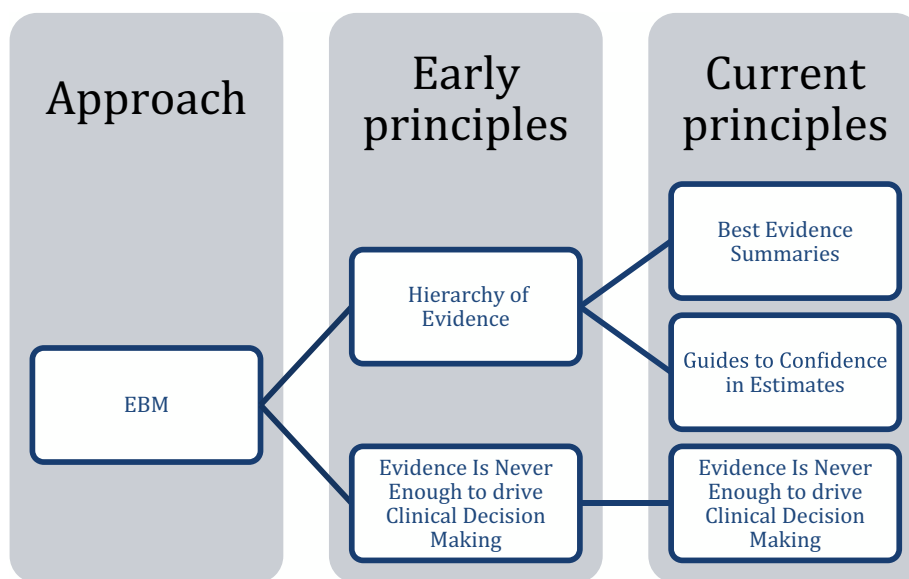 Approach
Early
principles
Current
principles
EBM
Hierarchy of
Evidence
Evidence Is Never
Enough to drive
Clinical Decision
Making
Best Evidence
Summaries
Guides to Confidence
in Estimates
Evidence Is Never
Enough to drive
Clinical Decision
Making